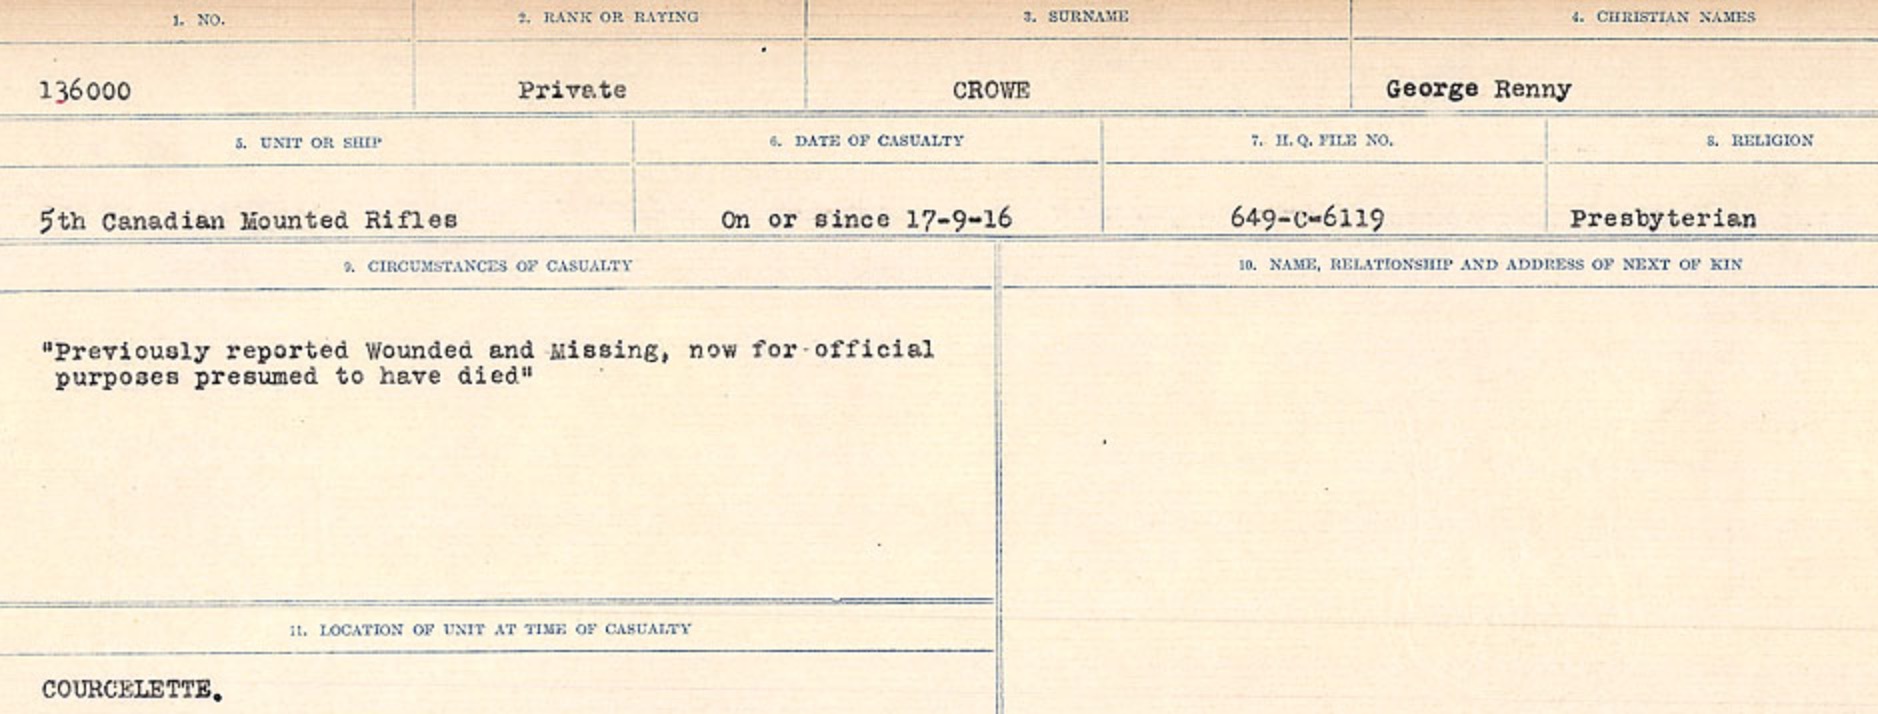 1. NO. 2. RANK OR RATING 3. SURNAME 4. CHRISTIAN NAMES
136000 Private CROWE George Renny
5. UNIT OR SHIP 6. DATE OF CASUALTY 7. H. Q. FILE NO. 8. RELIGION
5th Canadian Mounted Rifles On or since 17-9-16 649-C-6119 Presbyterian
9. CIRCUMSTANCES OF CASUALTY 10. NAME, RELATIONSHIP AND ADDRESS OF NEXT OF KIN
"Previously reported Wounded and Missing, now for official
purposes presumed to have died"
11. LOCATION OF UNIT AT TIME OF CASUALTY
COURCELETTE.